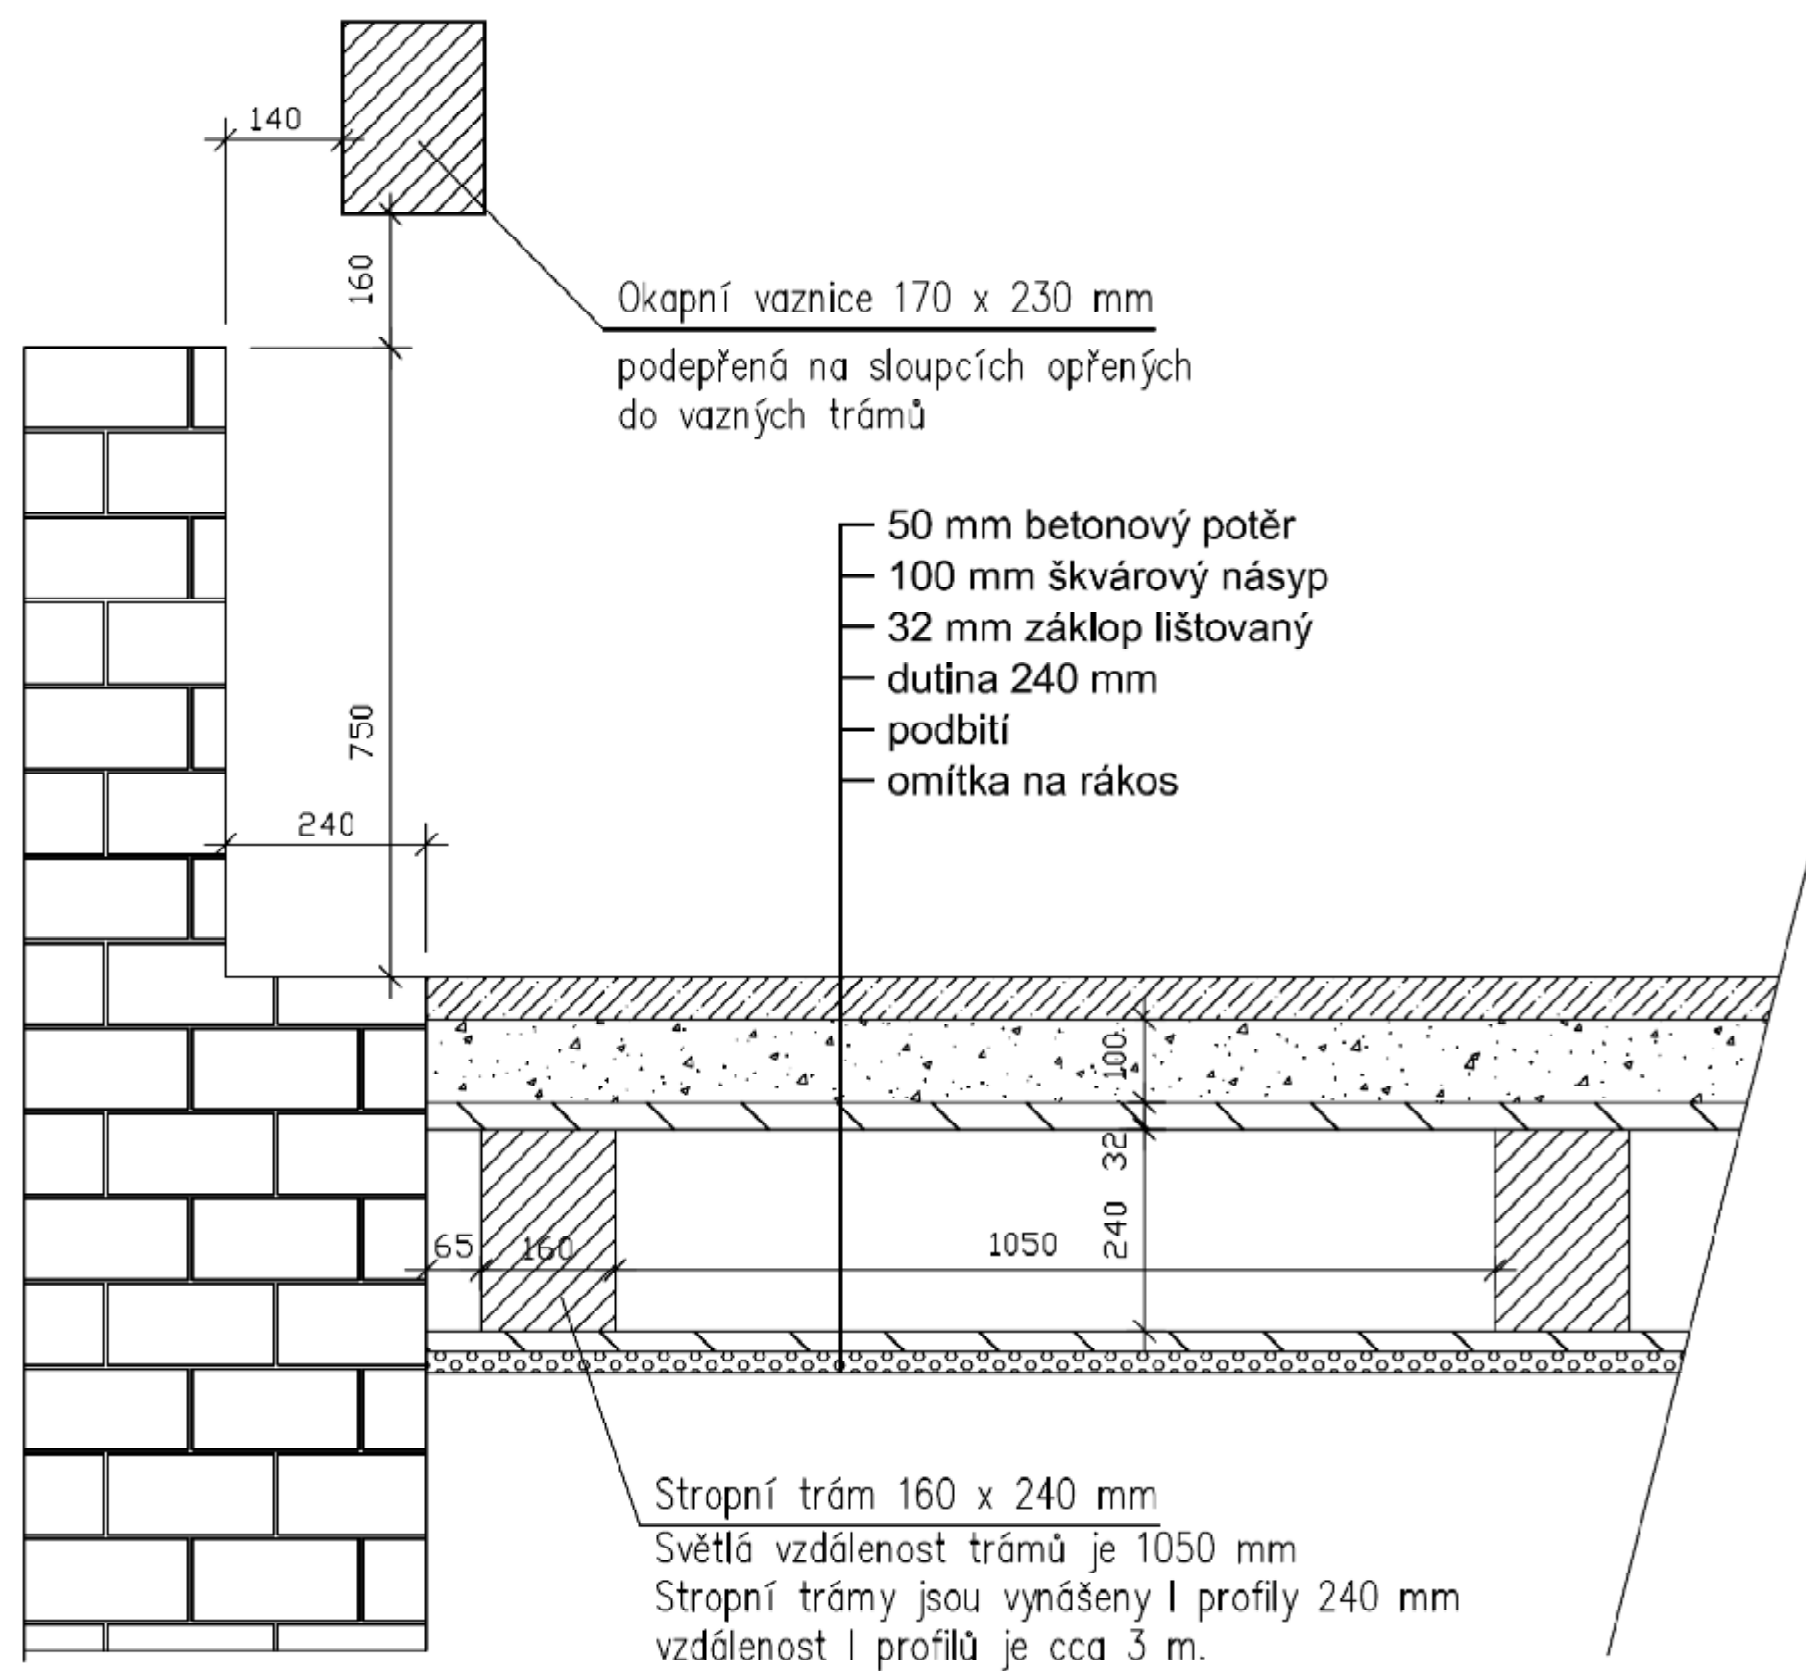 140
160
Okapní vaznice 170 x 230 mm
podepřená na sloupcích opřených
do vazných trámů
50 mm betonový potěr
100 mm škvárový násyp
32 mm záklop lištovaný
dutina 240 mm
podbití
omítka na rákos
750
240
100
32
240
65
160
1050
Stropní trám 160 x 240 mm
Světlá vzdálenost trámů je 1050 mm
Stropní trámy jsou vynášeny I profily 240 mm
vzdálenost I profilů je cca 3 m.